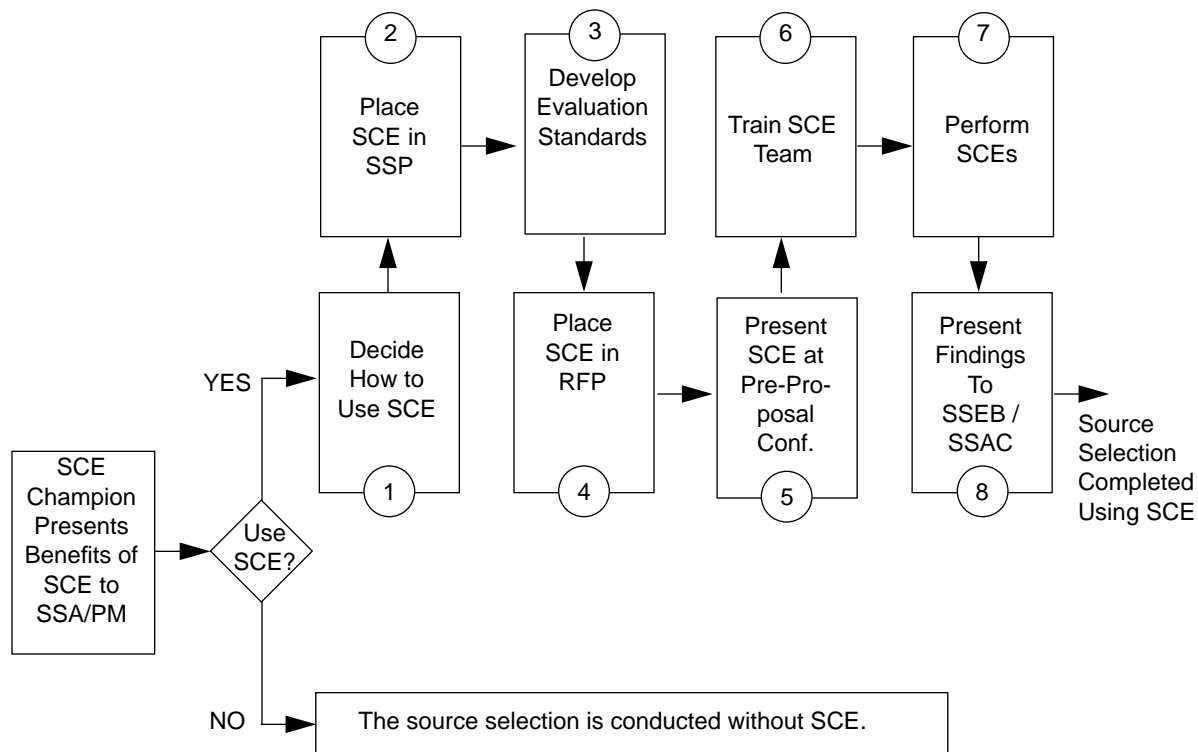 SCE
Champion
Presents
Benefits of
SCE to
SSA/PM
Use
SCE?
YES
NO
Decide
How to
Use SCE
1
2
Place
SCE in
SSP
3
Develop
Evaluation
Standards
Place
SCE in
RFP
4
Present
SCE at
Pre-Pro-
posal
Conf.
5
6
Train SCE
Team
7
Perform
SCEs
Present
Findings
To
SSEB /
SSAC
8
Source
Selection
Completed
Using SCE
The source selection is conducted without SCE.